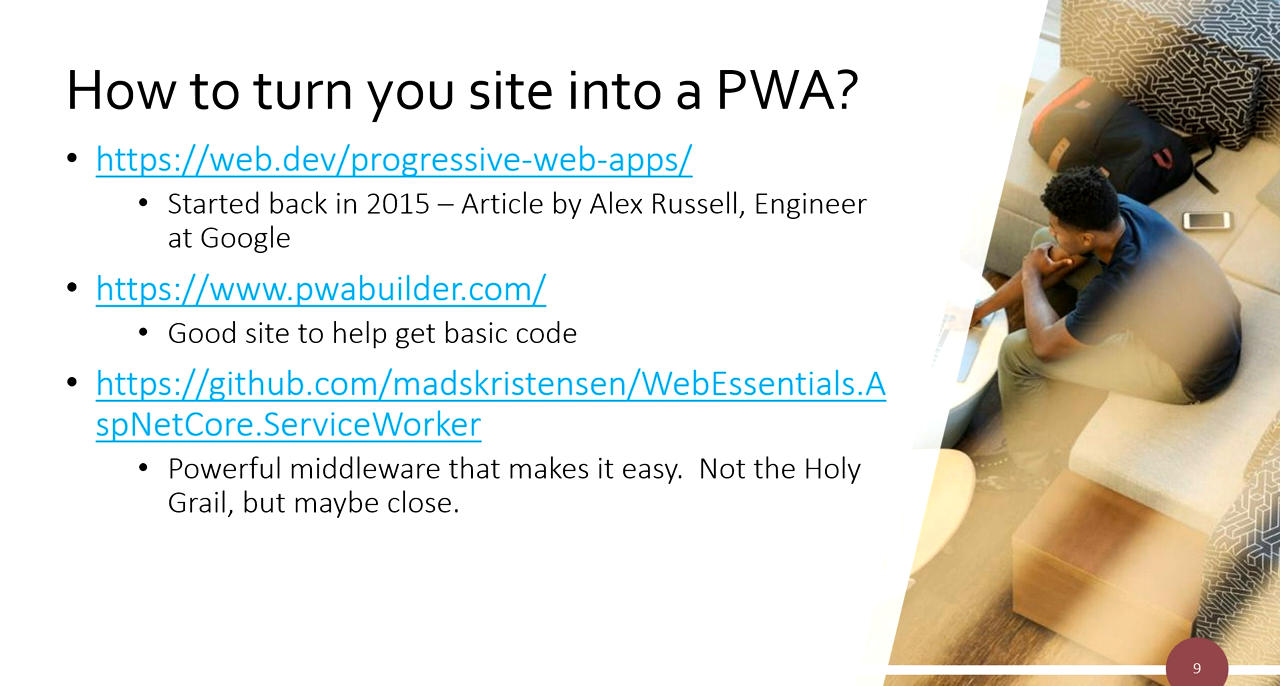 How to turn you site into a PWA?
• https://web.dev/progressive-web-apps/
• Started back in 2015 – Article by Alex Russell, Engineer
at Google
• https://www.pwabuilder.com/
• Good site to help get basic code
• https://github.com/madskristensen/WebEssentials.A
spNetCore.ServiceWorker
• Powerful middleware that makes it easy.  Not the Holy
Grail, but maybe close.
9